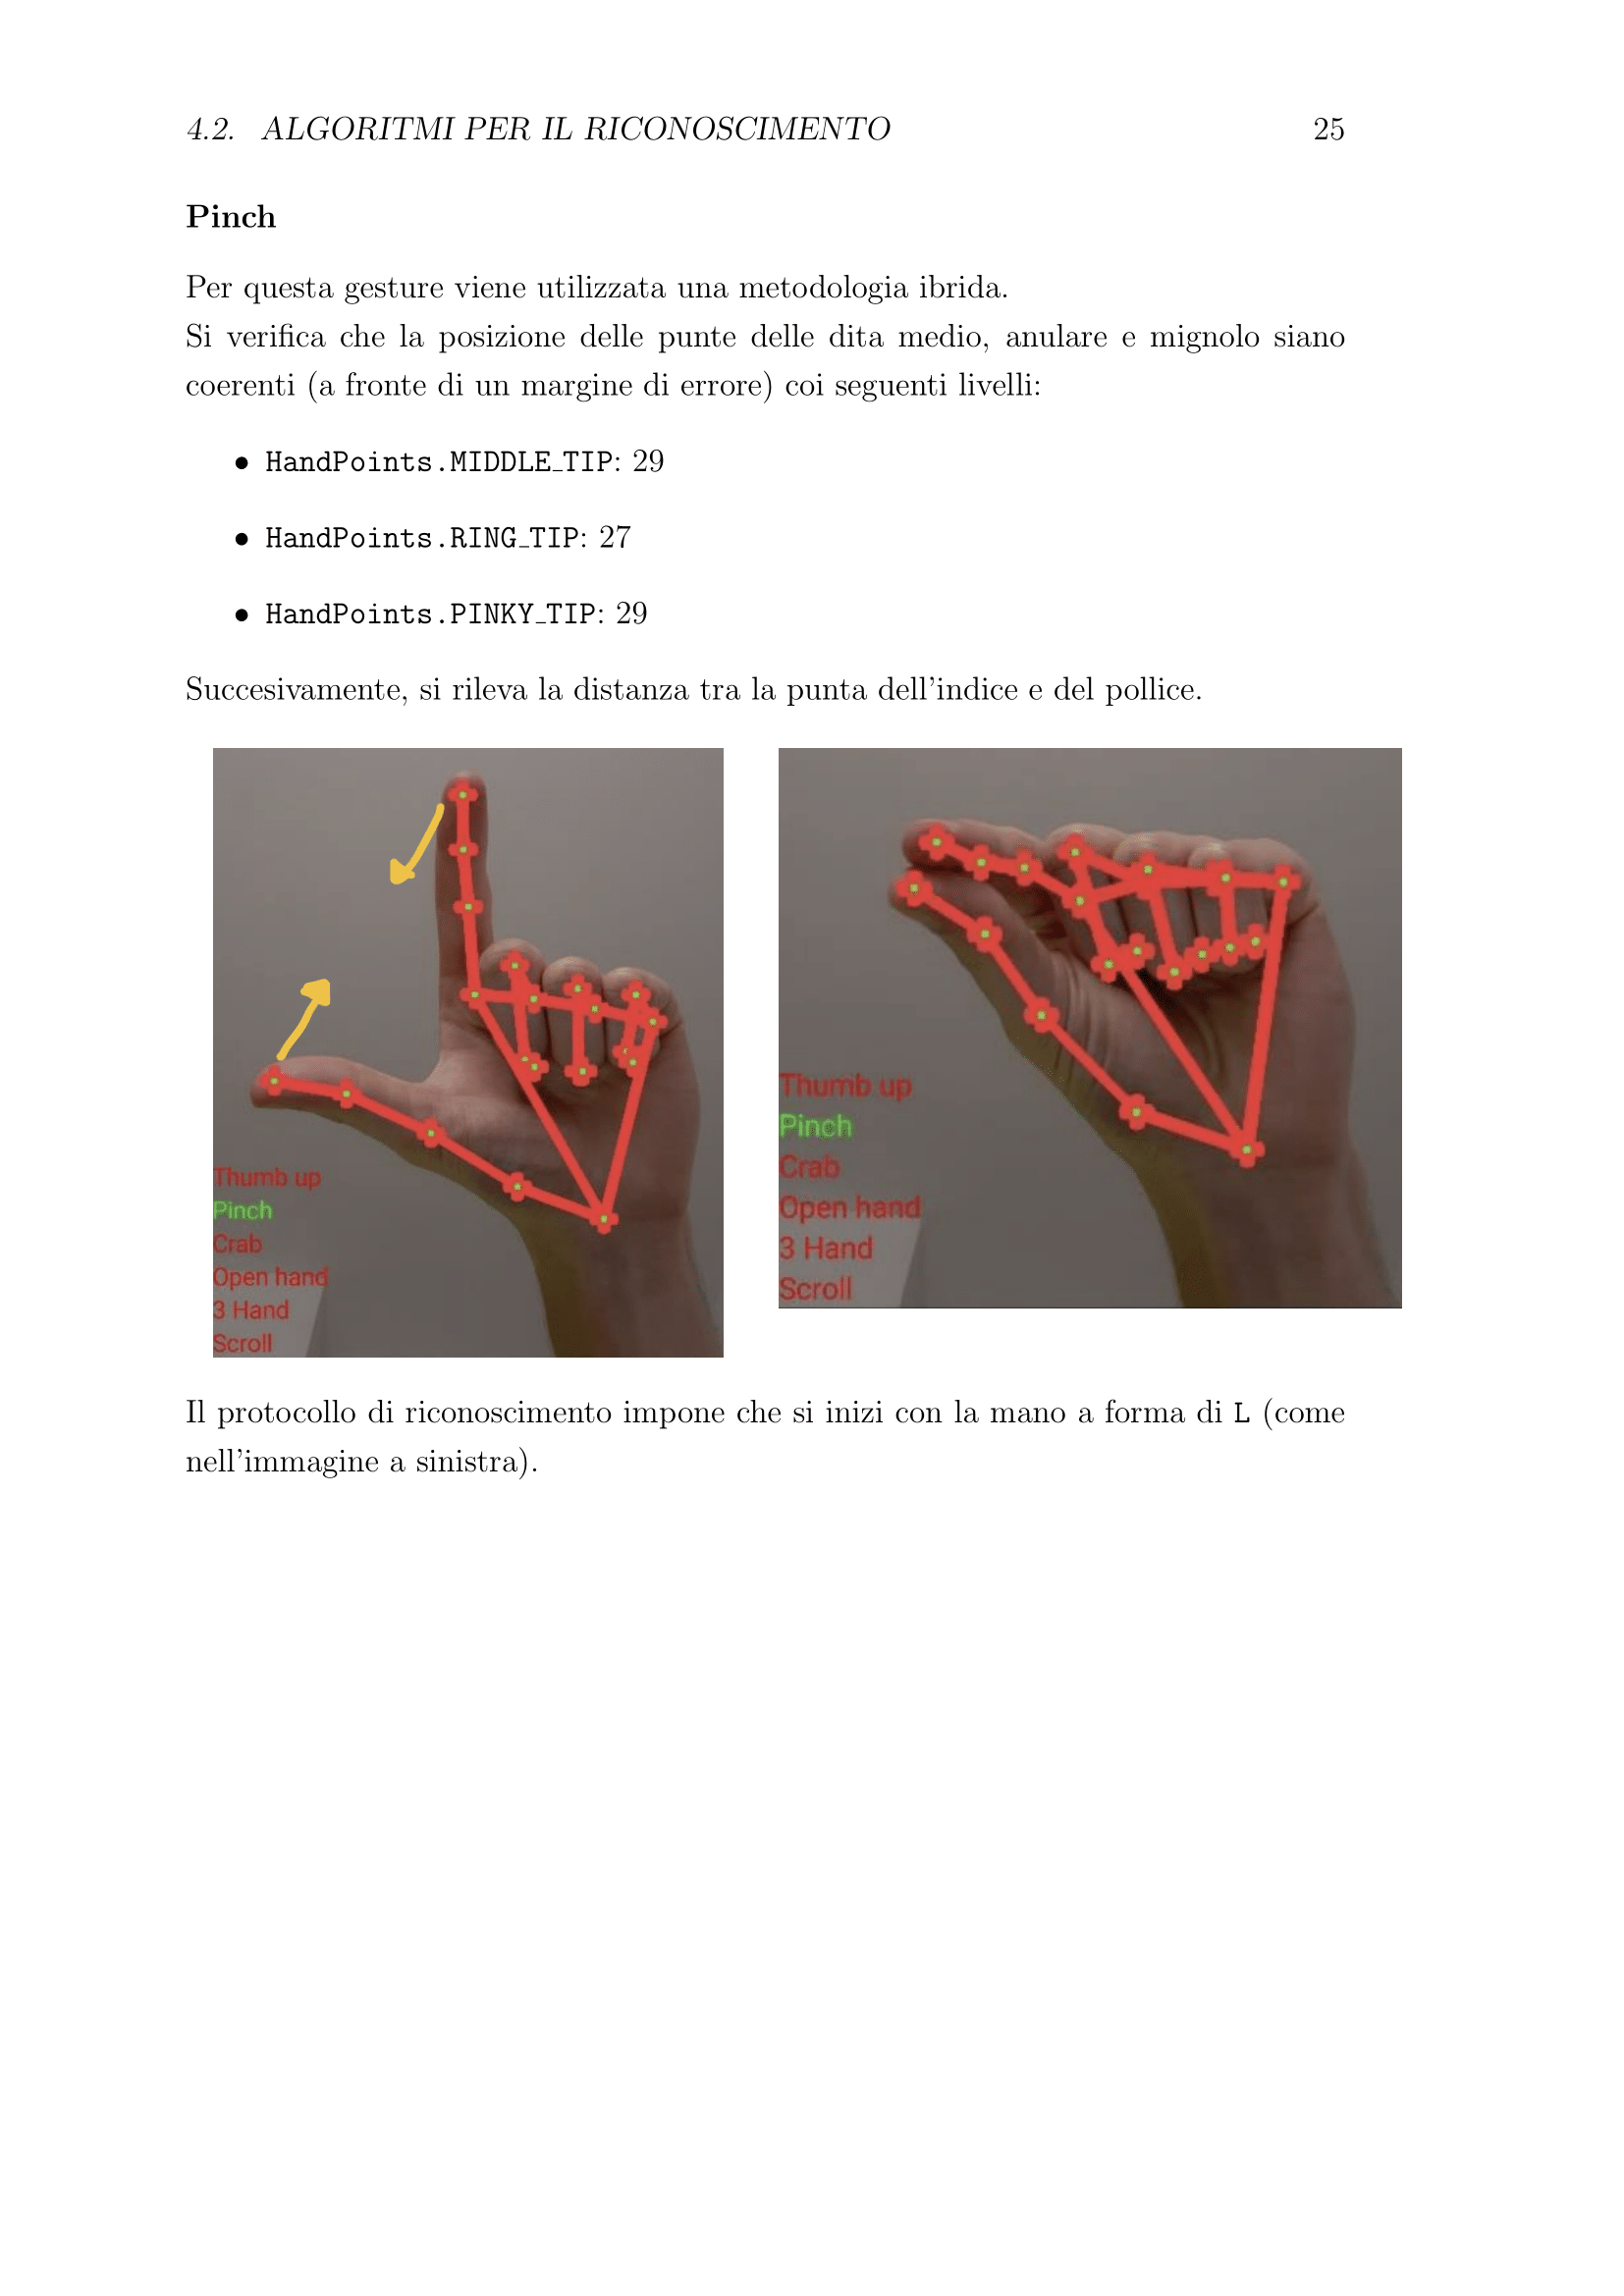 4.2. ALGORITMI PER IL RICONOSCIMENTO 25
Pinch
Per questa gesture viene utilizzata una metodologia ibrida.
Si verifica che la posizione delle punte delle dita medio, anulare e mignolo siano
coerenti (a fronte di un margine di errore) coi seguenti livelli:
• HandPoints.MIDDLE_TIP: 29
• HandPoints.RING_TIP: 27
• HandPoints.PINKY_TIP: 29
Succesivamente, si rileva la distanza tra la punta dell'indice e del pollice.
Thumb up
Pinch
Crab
Open hand
3 Hand
Scroll
Thumb up
Pinch
Crab
Open hand
3 Hand
Scroll
Il protocollo di riconoscimento impone che si inizi con la mano a forma di L (come
nell'immagine a sinistra).